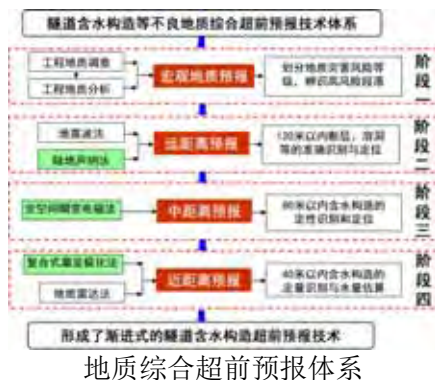 隧道含水构造等不良地质综合超前预报技术体系
工程地质调查
工程地质分析
宏观地质预报
划分地质灾害风险等
级，辨识高风险段落
阶段一
地震波法
陆地声纳法
远距离预报
120米以内断层、溶洞
等的准确识别与定位
阶段二
全空间瞬变电磁法
中距离预报
80米以内含水构造的
定性识别和定位
阶段三
复合式激发极化法
地质雷达法
近距离预报
40米以内含水构造的
定量识别与水量估算
阶段四
形成了渐进式的隧道含水构造超前预报技术
地质综合超前预报体系